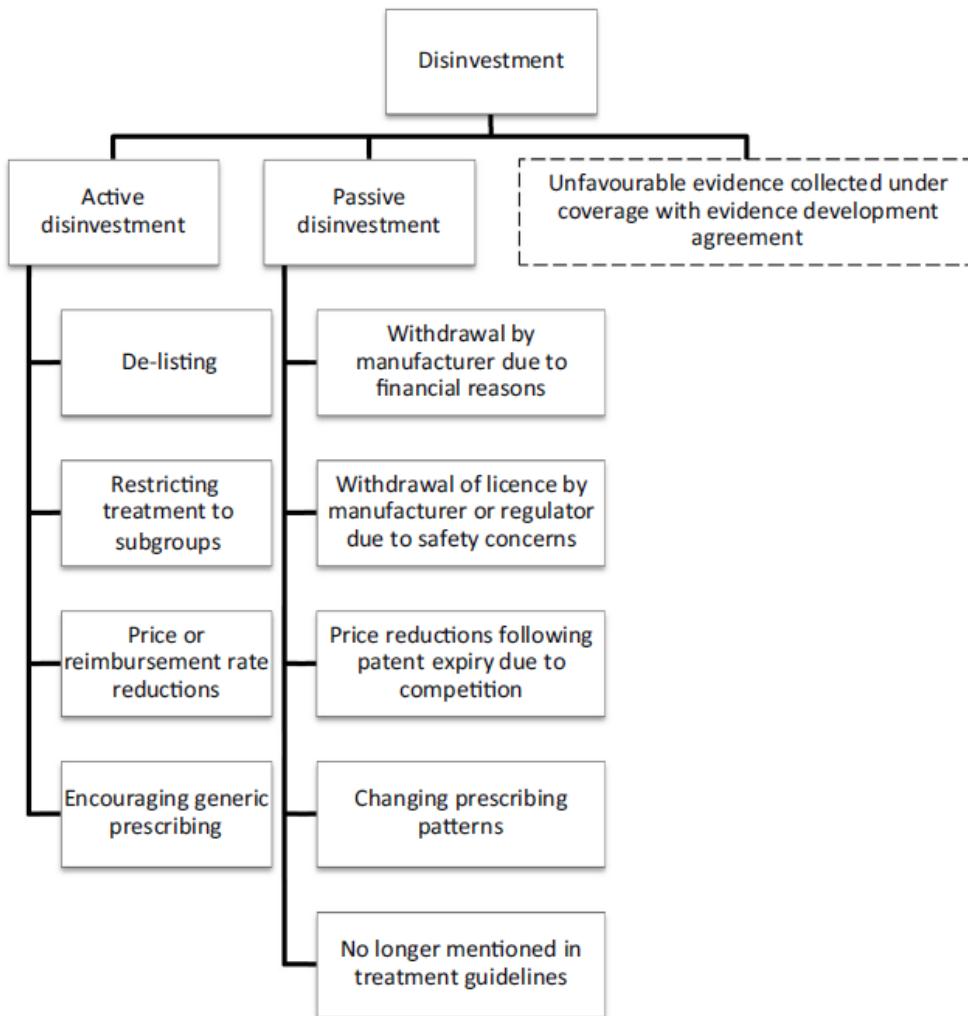 Disinvestment
Active
disinvestment
Passive
disinvestment
Unfavourable evidence collected under
coverage with evidence development
agreement
De-listing
Restricting
treatment to
subgroups
Price or
reimbursement rate
reductions
Encouraging generic
prescribing
Withdrawal by
manufacturer due to
financial reasons
Withdrawal of licence by
manufacturer or regulator
due to safety concerns
Price reductions following
patent expiry due to
competition
Changing prescribing
patterns
No longer mentioned in
treatment guidelines